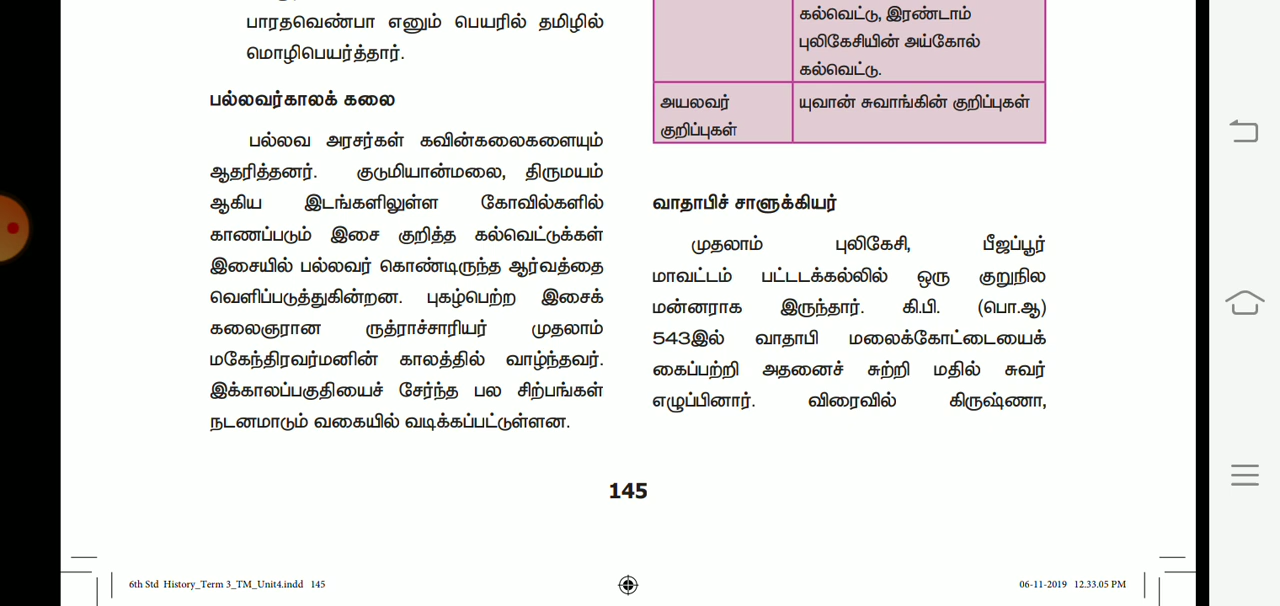 பாரதவெண்பா எனும் பெயரில் தமிழில்
மொழிபெயர்த்தார்.
பல்லவர்காலக் கலை
பல்லவ அரசர்கள் கவின்கலைகளையும்
ஆதரித்தனர். குடுமியான்மலை, திருமயம்
ஆகிய இடங்களிலுள்ள கோவில்களில்
காணப்படும் இசை குறித்த கல்வெட்டுக்கள்
இசையில் பல்லவர் கொண்டிருந்த ஆர்வத்தை
வெளிப்படுத்துகின்றன. புகழ்பெற்ற இசைக்
கலைஞரான ருத்ராச்சாரியர் முதலாம்
மகேந்திரவர்மனின் காலத்தில் வாழ்ந்தவர்.
இக்காலப்பகுதியைச் சேர்ந்த பல சிற்பங்கள்
நடனமாடும் வகையில் வடிக்கப்பட்டுள்ளன.
கல்வெட்டு, இரண்டாம்
புலிகேசியின் அய்கோல்
கல்வெட்டு.
அயலவர்
குறிப்புகள்
யுவான் சுவாங்கின் குறிப்புகள்
வாதாபிச் சாளுக்கியர்
முதலாம் புலிகேசி, பீஜப்பூர்
மாவட்டம் பட்டடக்கல்லில் ஒரு குறுநில
மன்னராக இருந்தார். கி.பி. (பொ.ஆ)
543இல் வாதாபி மலைக்கோட்டையைக்
கைப்பற்றி அதனைச் சுற்றி மதில் சுவர்
எழுப்பினார். விரைவில் கிருஷ்ணா,
145
6th Std History_Term 3_TM_Unit4.indd 145
06-11-2019 12.33.05 PM